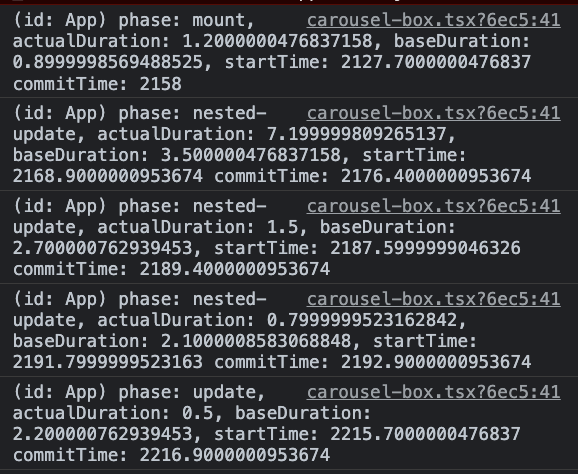 (id: App) phase: mount, carousel-box.tsx?6ec5:41
actualDuration: 1.2000000476837158, baseDuration:
0.8999998569488525, startTime: 2127.7000000476837
commitTime: 2158
(id: App) phase: nested- carousel-box.tsx?6ec5:41
update, actualDuration: 7.199999809265137,
baseDuration: 3.500000476837158, startTime:
2168.9000000953674 commitTime: 2176.4000000953674
(id: App) phase: nested- carousel-box.tsx?6ec5:41
update, actualDuration: 1.5, baseDuration:
2.700000762939453, startTime: 2187.5999999046326
commitTime: 2189.4000000953674
(id: App) phase: nested- carousel-box.tsx?6ec5:41
update, actualDuration: 0.7999999523162842,
baseDuration: 2.1000008583068848, startTime:
2191.7999999523163 commitTime: 2192.9000000953674
(id: App) phase: update, carousel-box.tsx?6ec5:41
actualDuration: 0.5, baseDuration:
2.200000762939453, startTime: 2215.7000000476837
commitTime: 2216.9000000953674